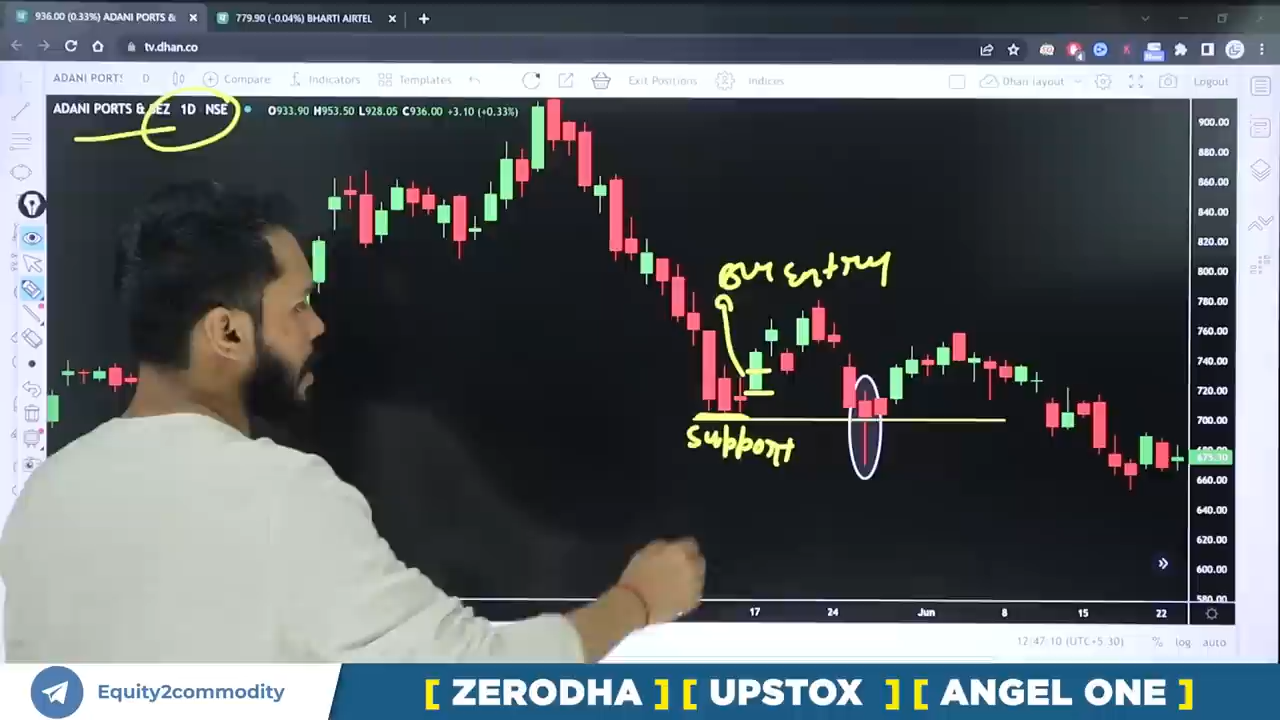 936.00 (0.33%) ADANI PORTS &
779.90 (-0.04%) BHARTI AIRTEL
tv.dhan.co
ADANI PORTS
D
Compare
Indicators
Templates
Exit Positions
Indices
Dhan layout
Logout
ADANI PORTS & SEZ 1D NSE
O933.90 H953.50 L928.05 C936.00 +3.10 (+0.33%)
900.00
880.00
860.00
840.00
820.00
800.00
780.00
760.00
740.00
720.00
700.00
675.30
660.00
640.00
620.00
600.00
580.00
our entry
support
17
24
Jun
8
15
22
12:47:10 (UTC+5:30)
%
log
auto
Equity2commodity
[ ZERODHA ] [ UPSTOX ] [ ANGEL ONE ]